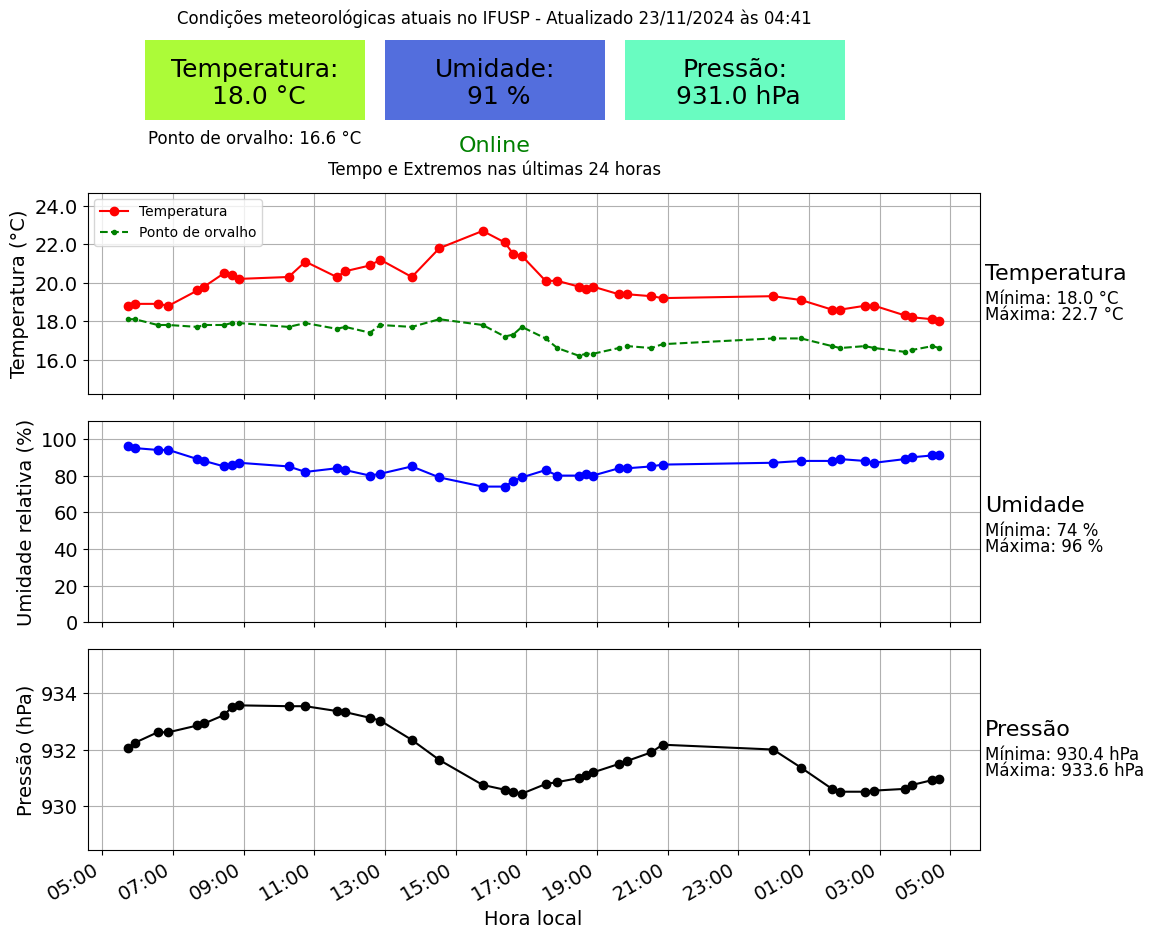 Condições meteorológicas atuais no IFUSP - Atualizado 23/11/2024 às 04:41
Temperatura:
18.0 °C
Umidade:
91 %
Pressão:
931.0 hPa
Ponto de orvalho: 16.6 °C
Online
Tempo e Extremos nas últimas 24 horas
Temperatura (°C)
24.0
22.0
20.0
18.0
16.0
Temperatura
Ponto de orvalho
Temperatura
Mínima: 18.0 °C
Máxima: 22.7 °C
Umidade relativa (%)
100
80
60
40
20
0
Umidade
Mínima: 74 %
Máxima: 96 %
Pressão (hPa)
934
932
930
Pressão
Mínima: 930.4 hPa
Máxima: 933.6 hPa
05:00 07:00 09:00 11:00 13:00 15:00 17:00 19:00 21:00 23:00 01:00 03:00 05:00
Hora local